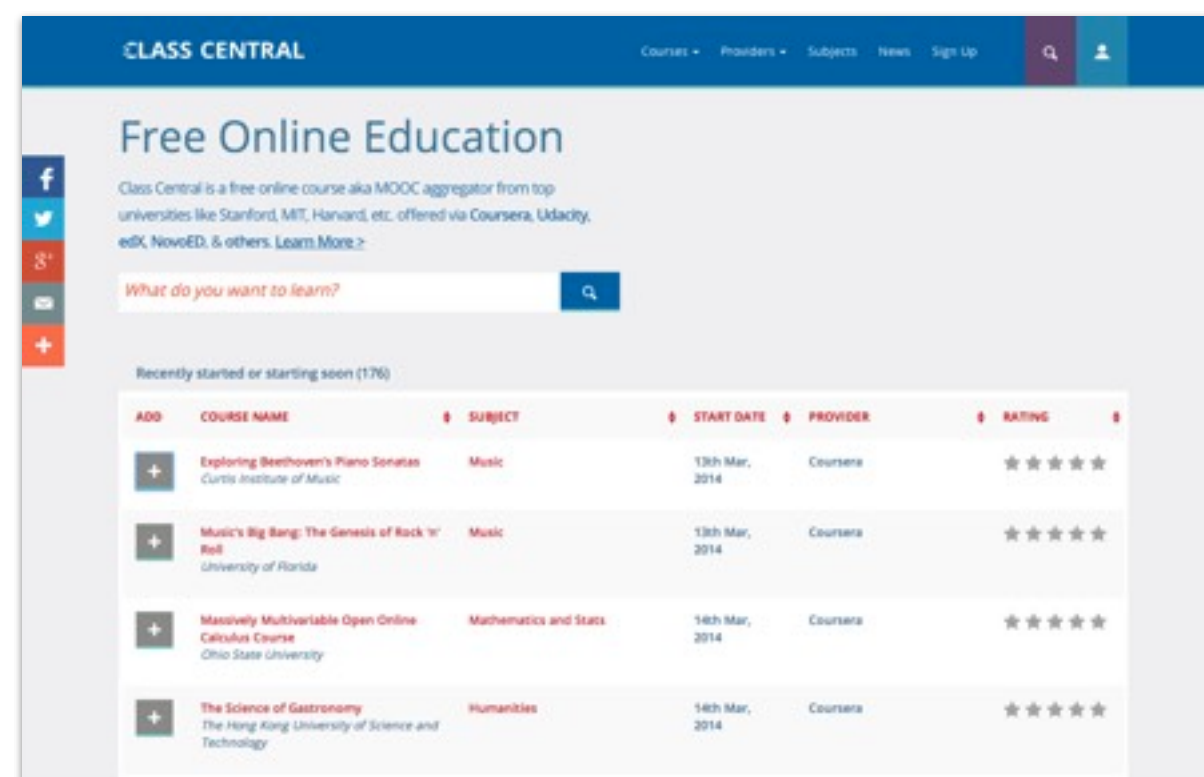 CLASS CENTRAL
Courses Providers Subjects News Sign Up
Free Online Education
Class Central is a free online course aka MOOC aggregator from top
universities like Stanford, MIT, Harvard, etc. offered via Coursera, Udacity,
edX, NovoED, & others. Learn More >
What do you want to learn?
Recently started or starting soon (176)
ADD COURSE NAME SUBJECT START DATE PROVIDER RATING
Exploring Beethoven's Piano Sonatas Music 13th Mar, Coursera
Curtis Institute of Music 2014
Music's Big Bang: The Genesis of Rock 'n' Music 13th Mar, Coursera
Roll 2014
University of Florida
Massively Multivariable Open Online Mathematics and Stats 14th Mar, Coursera
Calculus Course 2014
Ohio State University
The Science of Gastronomy Humanities 14th Mar, Coursera
The Hong Kong University of Science and 2014
Technology